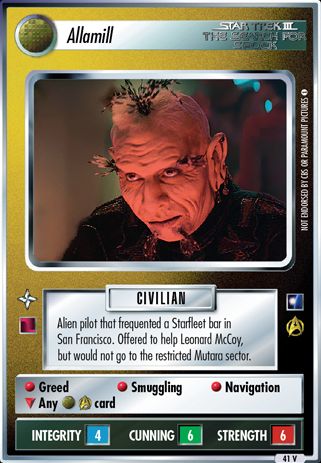 Allamill
STAR TREK III
THE SEARCH FOR
SPOCK
NOT ENDORSED BY CBS OR PARAMOUNT PICTURES
CIVILIAN
Alien pilot that frequented a Starfleet bar in
San Francisco. Offered to help Leonard McCoy,
but would not go to the restricted Mutara sector.
Greed Smuggling Navigation
Any card
INTEGRITY 4 CUNNING 6 STRENGTH 6
41 V